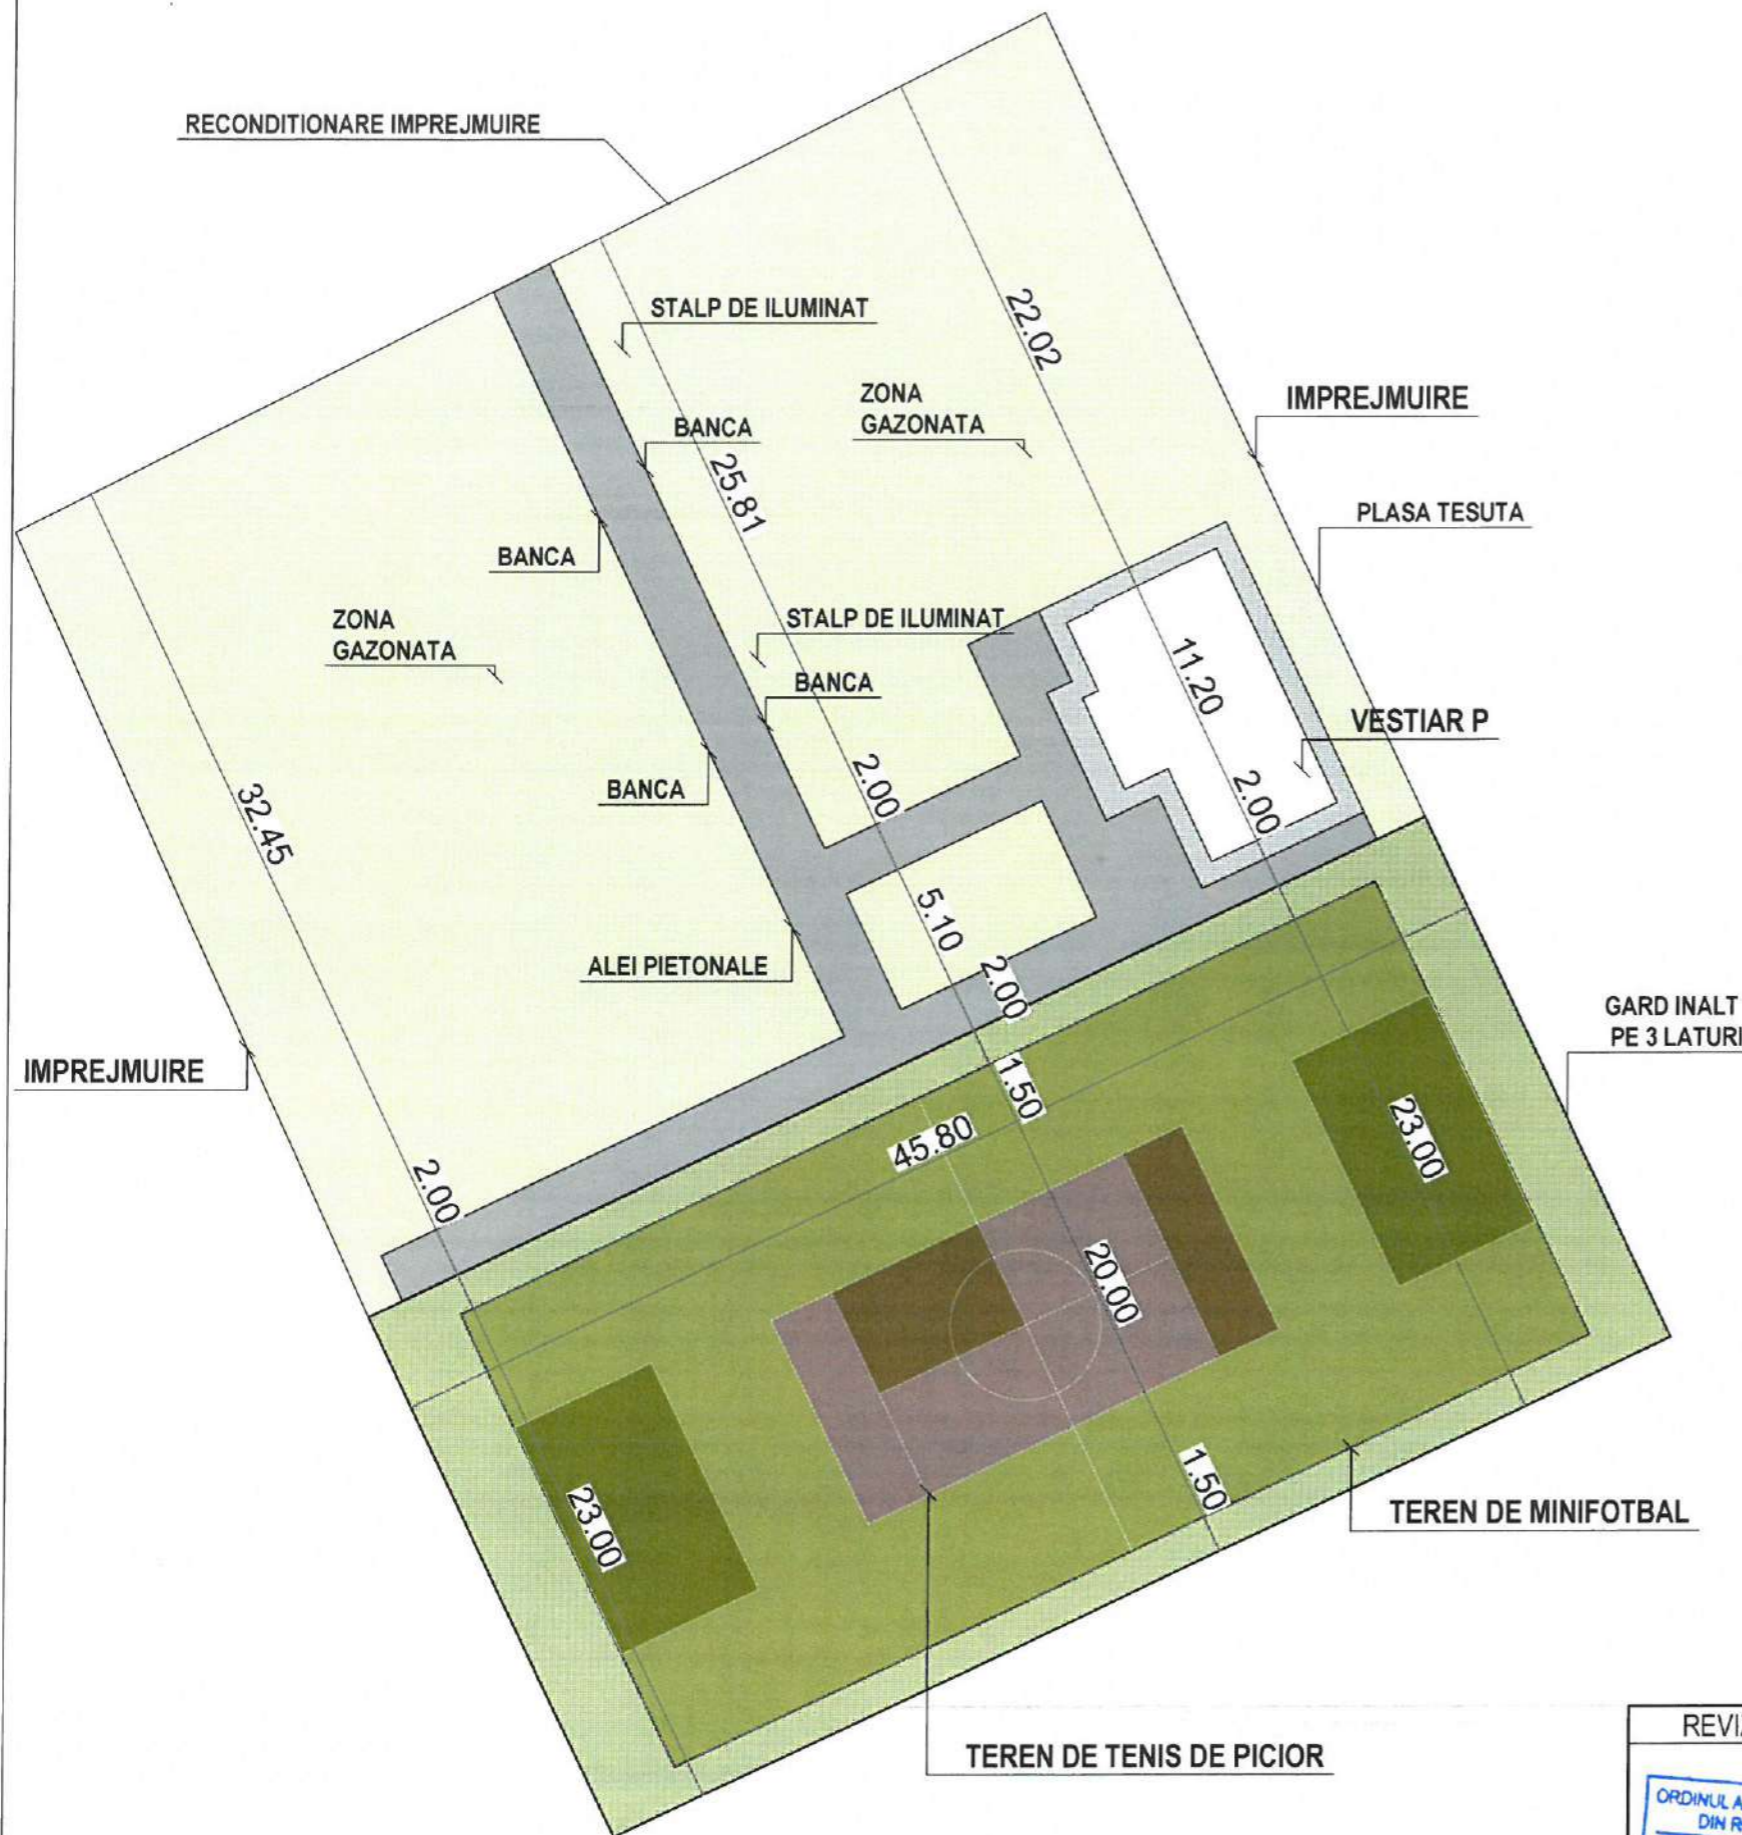 RECONDITIONARE IMPREJMUIRE
STALP DE ILUMINAT
22.02
ZONA
GAZONATA
IMPREJMUIRE
BANCA
25.81
PLASA TESUTA
BANCA
ZONA
GAZONATA
STALP DE ILUMINAT
11.20
BANCA
VESTIAR P
2.00
2.00
BANCA
32.45
5.10
ALEI PIETONALE
2.00
GARD INALT
PE 3 LATURI
IMPREJMUIRE
1.50
45.80
23.00
2.00
20.00
1.50
TEREN DE MINIFOTBAL
23.00
TEREN DE TENIS DE PICIOR
ORDINUL
DIN